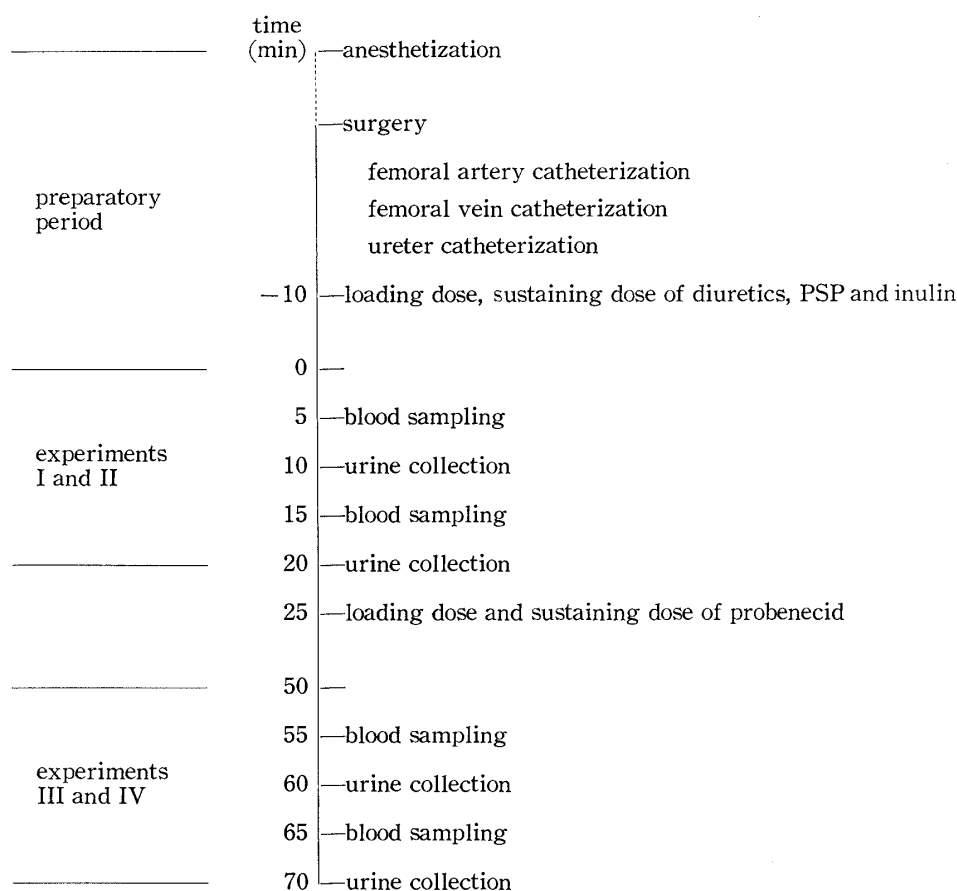 time
(min) anesthetization
surgery
femoral artery catheterization
preparatory
period
femoral vein catheterization
ureter catheterization
−10 loading dose, sustaining dose of diuretics, PSP and inulin
0
5 blood sampling
experiments
I and II
10 urine collection
15 blood sampling
20 urine collection
25 loading dose and sustaining dose of probenecid
50
55 blood sampling
experiments
III and IV
60 urine collection
65 blood sampling
70 urine collection